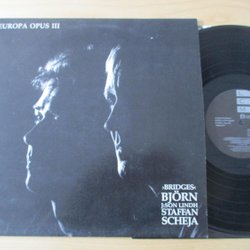 EUROPA OPUS III
›BRIDGES‹
BJÖRN
J:SON LINDH
STAFFAN
SCHEJA